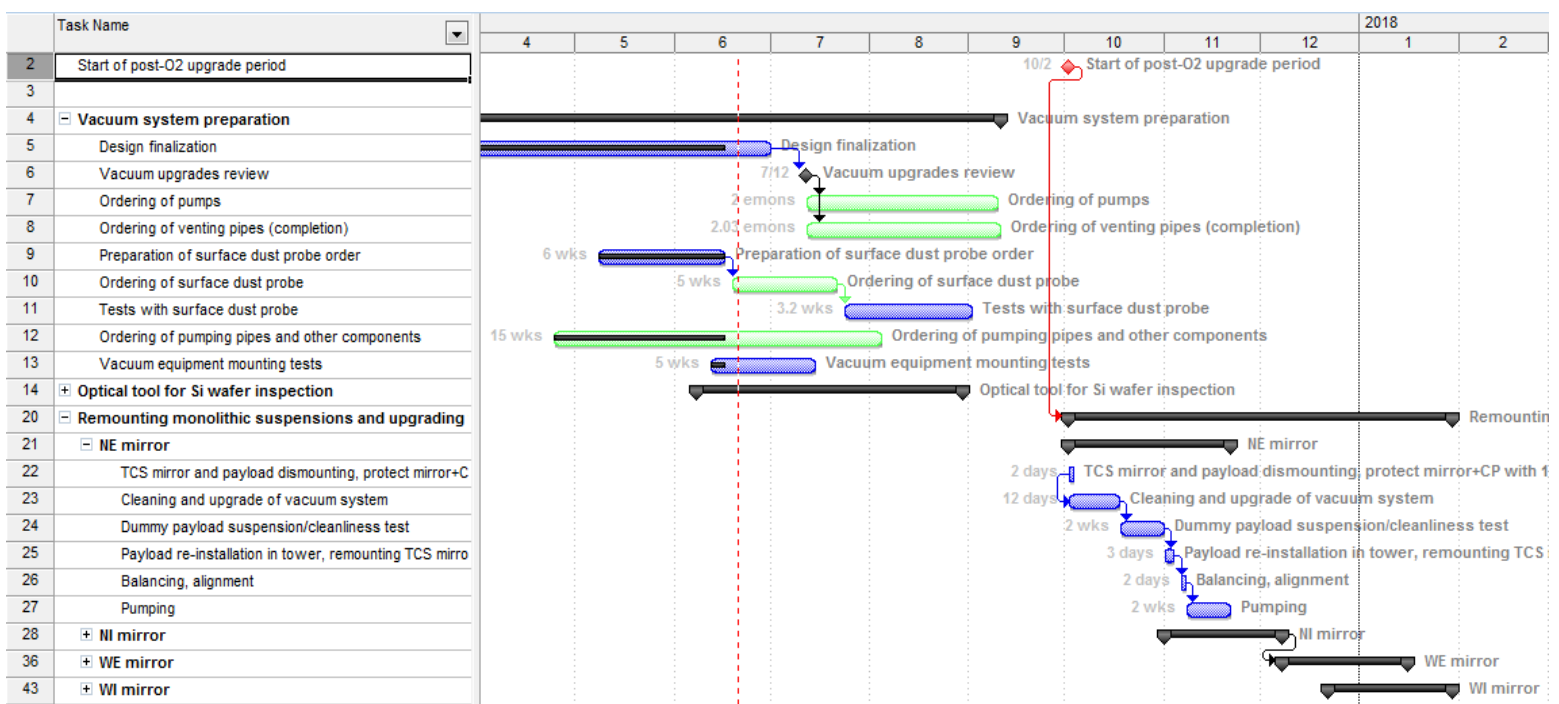 Task Name
2018
4 5 6 7 8 9 10 11 12 1 2
2 Start of post-O2 upgrade period 10/2 Start of post-O2 upgrade period
3
4 Vacuum system preparation Vacuum system preparation
5 Design finalization Design finalization
6 Vacuum upgrades review 7/12 Vacuum upgrades review
7 Ordering of pumps 2 emons Ordering of pumps
8 Ordering of venting pipes (completion) 2.03 emons Ordering of venting pipes (completion)
9 Preparation of surface dust probe order 6 wks Preparation of surface dust probe order
10 Ordering of surface dust probe 5 wks Ordering of surface dust probe
11 Tests with surface dust probe 3.2 wks Tests with surface dust probe
12 Ordering of pumping pipes and other components 15 wks Ordering of pumping pipes and other components
13 Vacuum equipment mounting tests 5 wks Vacuum equipment mounting tests
14 Optical tool for Si wafer inspection Optical tool for Si wafer inspection
20 Remounting monolithic suspensions and upgrading Remountin
21 NE mirror NE mirror
22 TCS mirror and payload dismounting, protect mirror+C 2 days TCS mirror and payload dismounting, protect mirror+CP with 1
23 Cleaning and upgrade of vacuum system 12 days Cleaning and upgrade of vacuum system
24 Dummy payload suspension/cleanliness test 2 wks Dummy payload suspension/cleanliness test
25 Payload re-installation in tower, remounting TCS mirro 3 days Payload re-installation in tower, remounting TCS
26 Balancing, alignment 2 days Balancing, alignment
27 Pumping 2 wks Pumping
28 NI mirror NI mirror
36 WE mirror WE mirror
43 WI mirror WI mirror